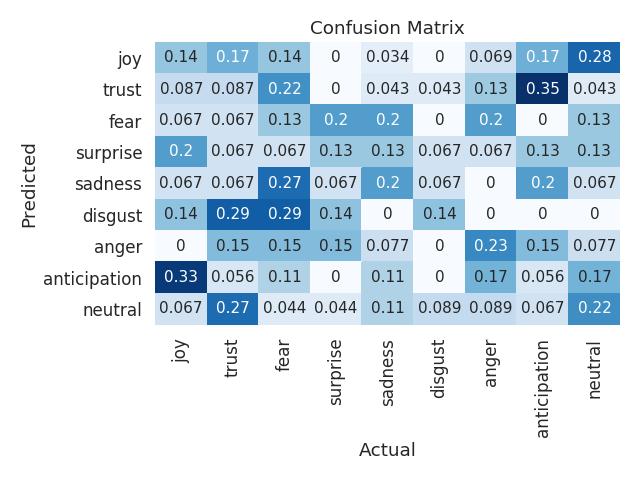 Confusion Matrix
Predicted
joy 0.14 0.17 0.14 0 0.034 0 0.069 0.17 0.28
trust 0.087 0.087 0.22 0 0.043 0.043 0.13 0.35 0.043
fear 0.067 0.067 0.13 0.2 0.2 0 0.2 0 0.13
surprise 0.2 0.067 0.067 0.13 0.13 0.067 0.067 0.13 0.13
sadness 0.067 0.067 0.27 0.067 0.2 0.067 0 0.2 0.067
disgust 0.14 0.29 0.29 0.14 0 0.14 0 0 0
anger 0 0.15 0.15 0.15 0.077 0 0.23 0.15 0.077
anticipation 0.33 0.056 0.11 0 0.11 0 0.17 0.056 0.17
neutral 0.067 0.27 0.044 0.044 0.11 0.089 0.089 0.067 0.22
joy trust fear surprise sadness disgust anger anticipation neutral
Actual